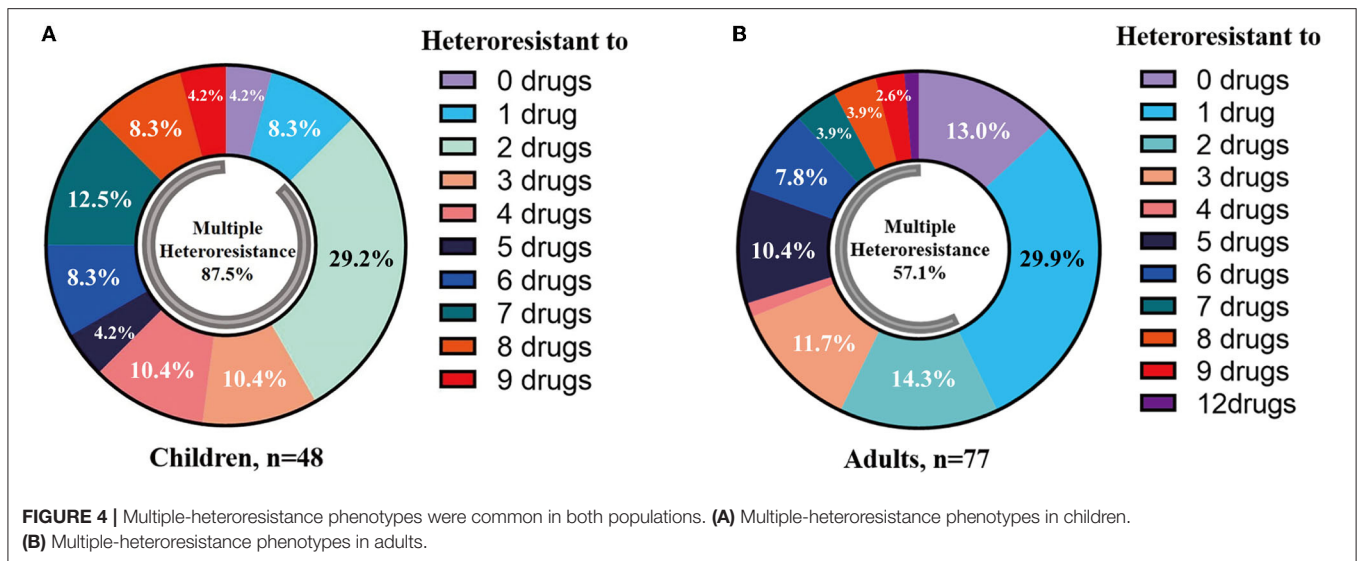 A
Heteroresistant to
0 drugs
1 drug
2 drugs
3 drugs
4 drugs
5 drugs
6 drugs
7 drugs
8 drugs
9 drugs
4.2%
8.3%
29.2%
10.4%
10.4%
4.2%
8.3%
12.5%
8.3%
4.2%
Multiple
Heteroresistance
87.5%
Children, n=48
B
Heteroresistant to
0 drugs
1 drug
2 drugs
3 drugs
4 drugs
5 drugs
6 drugs
7 drugs
8 drugs
9 drugs
12drugs
13.0%
29.9%
14.3%
11.7%
10.4%
7.8%
3.9%
3.9%
2.6%
Multiple
Heteroresistance
57.1%
Adults, n=77
FIGURE 4 | Multiple-heteroresistance phenotypes were common in both populations. (A) Multiple-heteroresistance phenotypes in children.
(B) Multiple-heteroresistance phenotypes in adults.